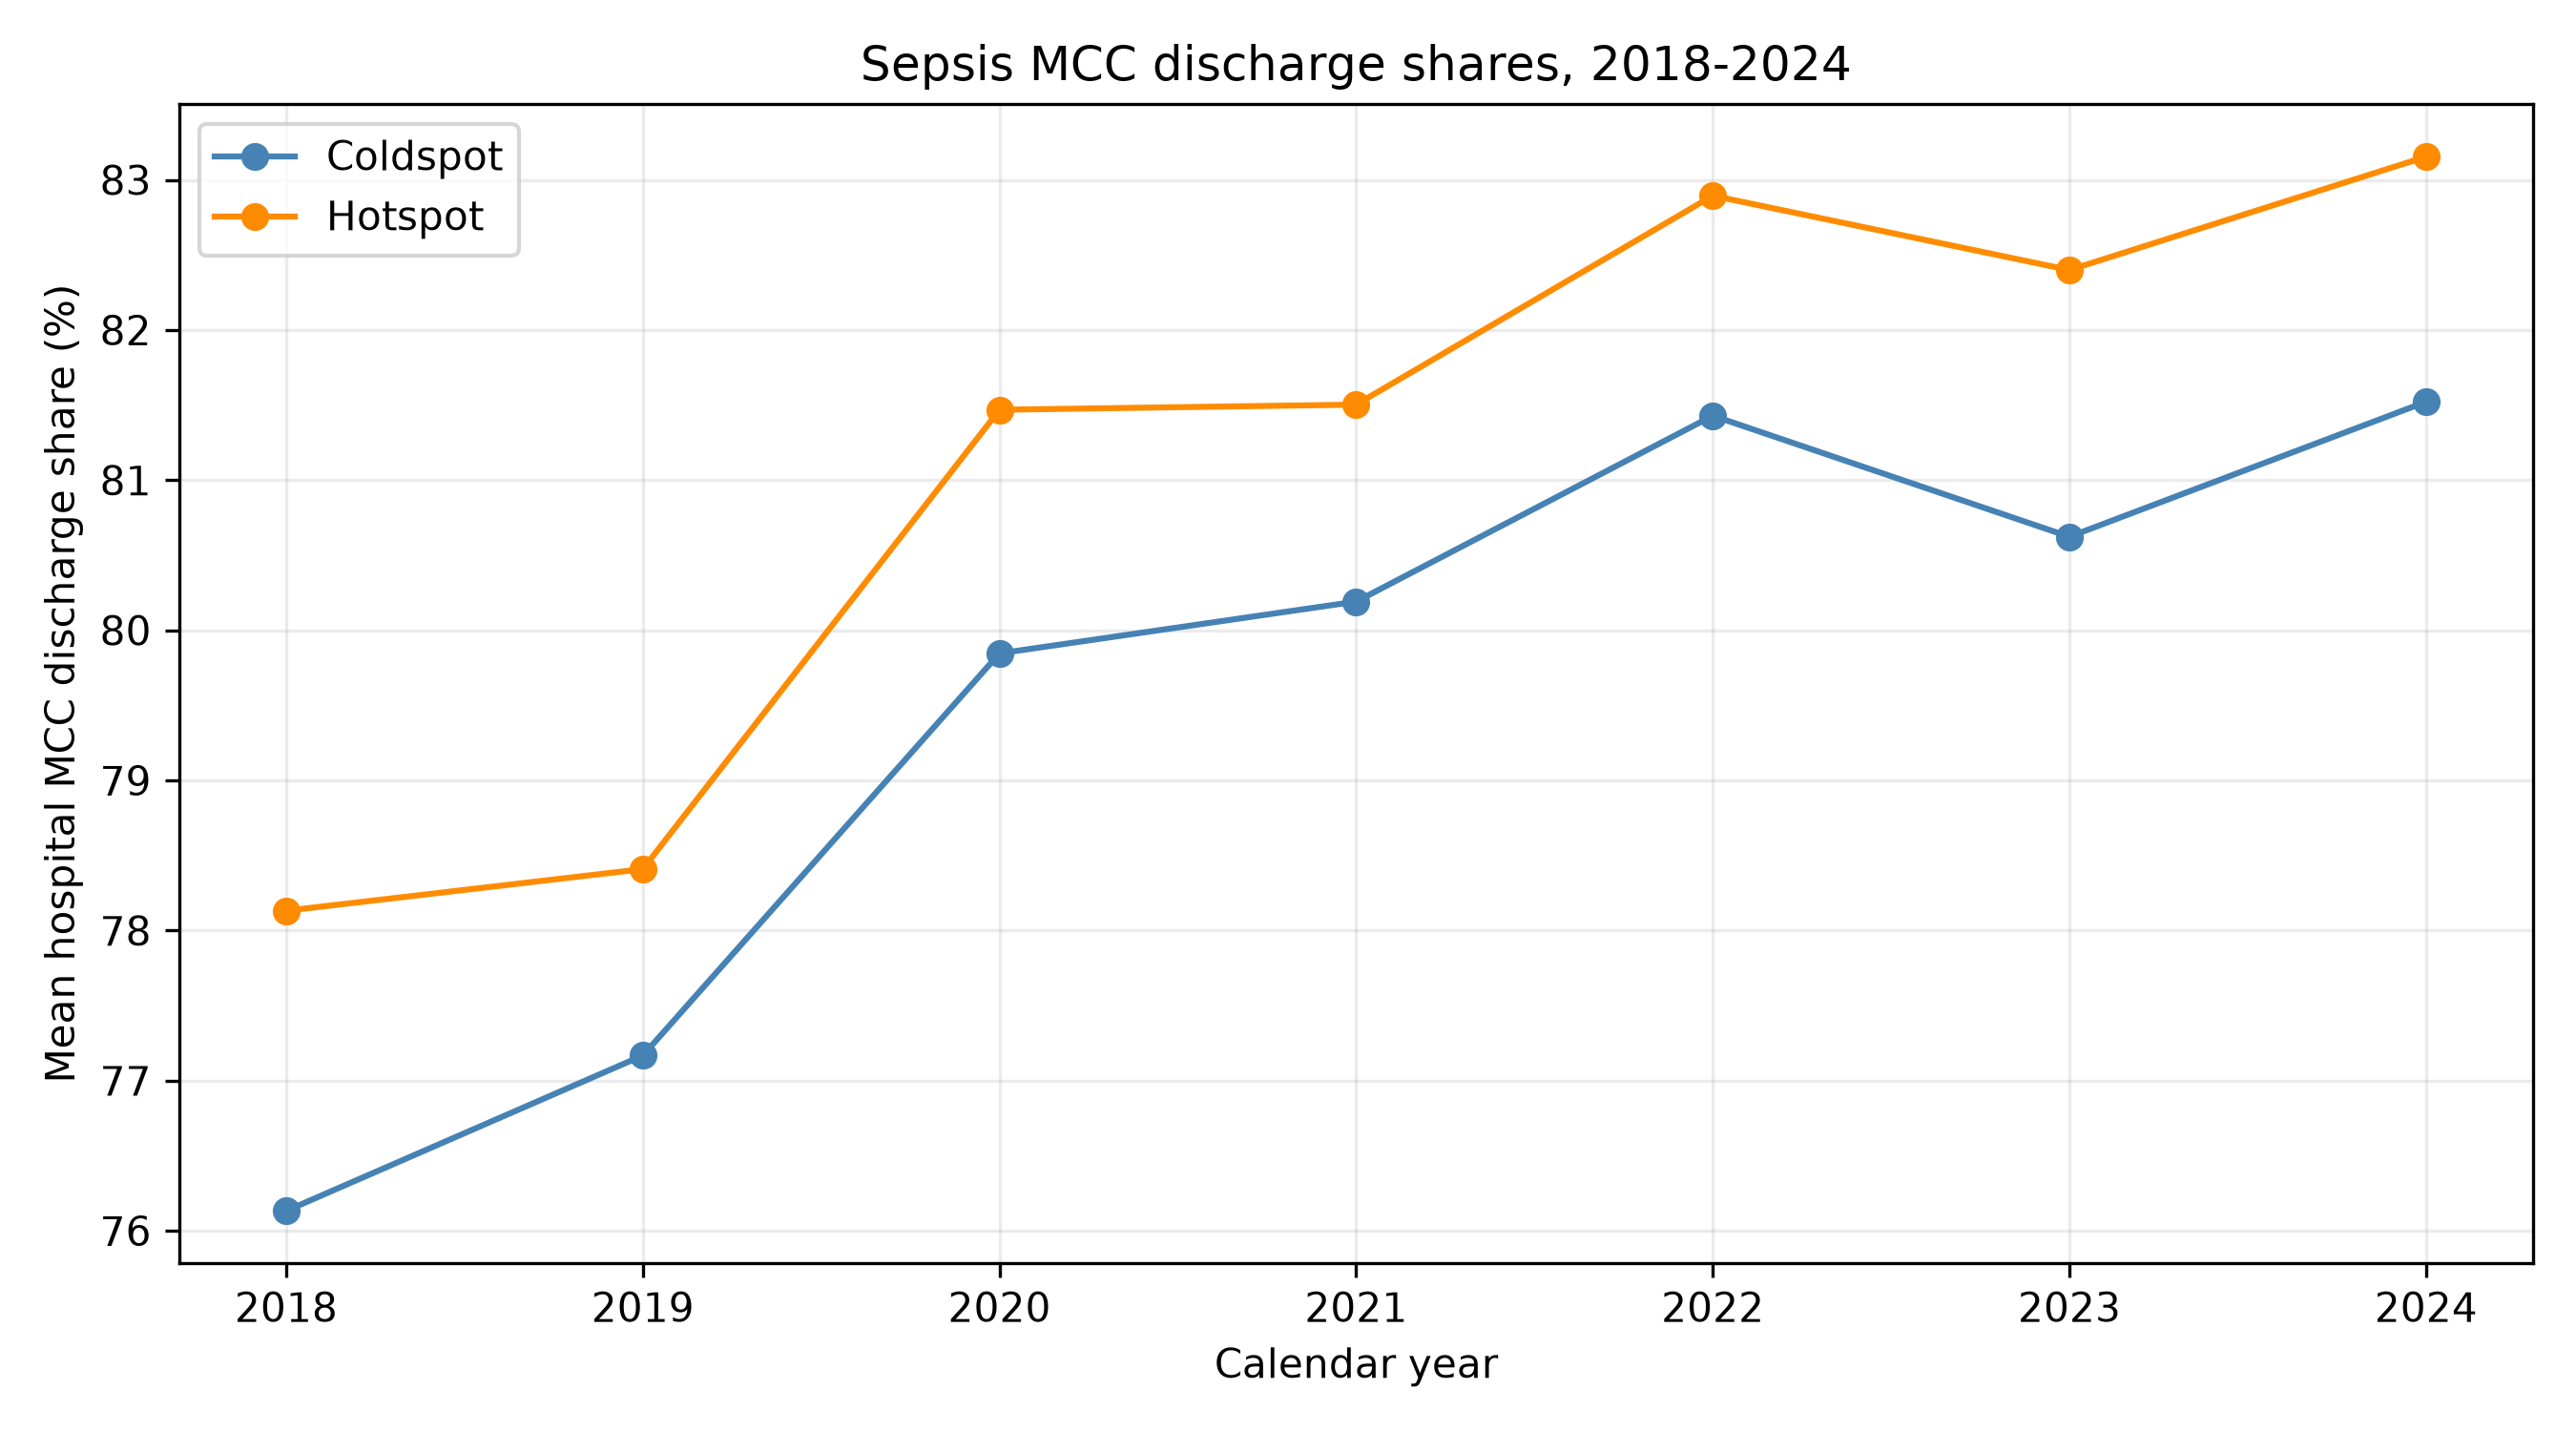 Sepsis MCC discharge shares, 2018-2024
Coldspot
Hotspot
Mean hospital MCC discharge share (%)
83
82
81
80
79
78
77
76
2018 2019 2020 2021 2022 2023 2024
Calendar year